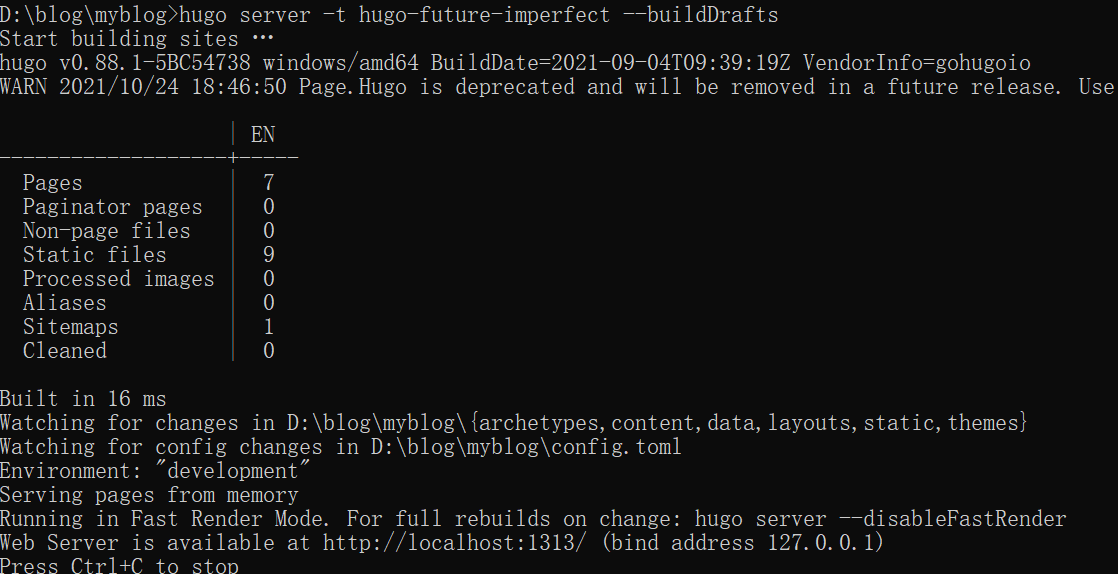 D:\blog\myblog>hugo server -t hugo-future-imperfect --buildDrafts
Start building sites …
hugo v0.88.1-5BC54738 windows/amd64 BuildDate=2021-09-04T09:39:19Z VendorInfo=gohugoio
WARN 2021/10/24 18:46:50 Page.Hugo is deprecated and will be removed in a future release. Use
| EN
-------------------+-----
Pages | 7
Paginator pages | 0
Non-page files | 0
Static files | 9
Processed images | 0
Aliases | 0
Sitemaps | 1
Cleaned | 0
Built in 16 ms
Watching for changes in D:\blog\myblog\{archetypes,content,data,layouts,static,themes}
Watching for config changes in D:\blog\myblog\config.toml
Environment: "development"
Serving pages from memory
Running in Fast Render Mode. For full rebuilds on change: hugo server --disableFastRender
Web Server is available at http://localhost:1313/ (bind address 127.0.0.1)
Press Ctrl+C to stop